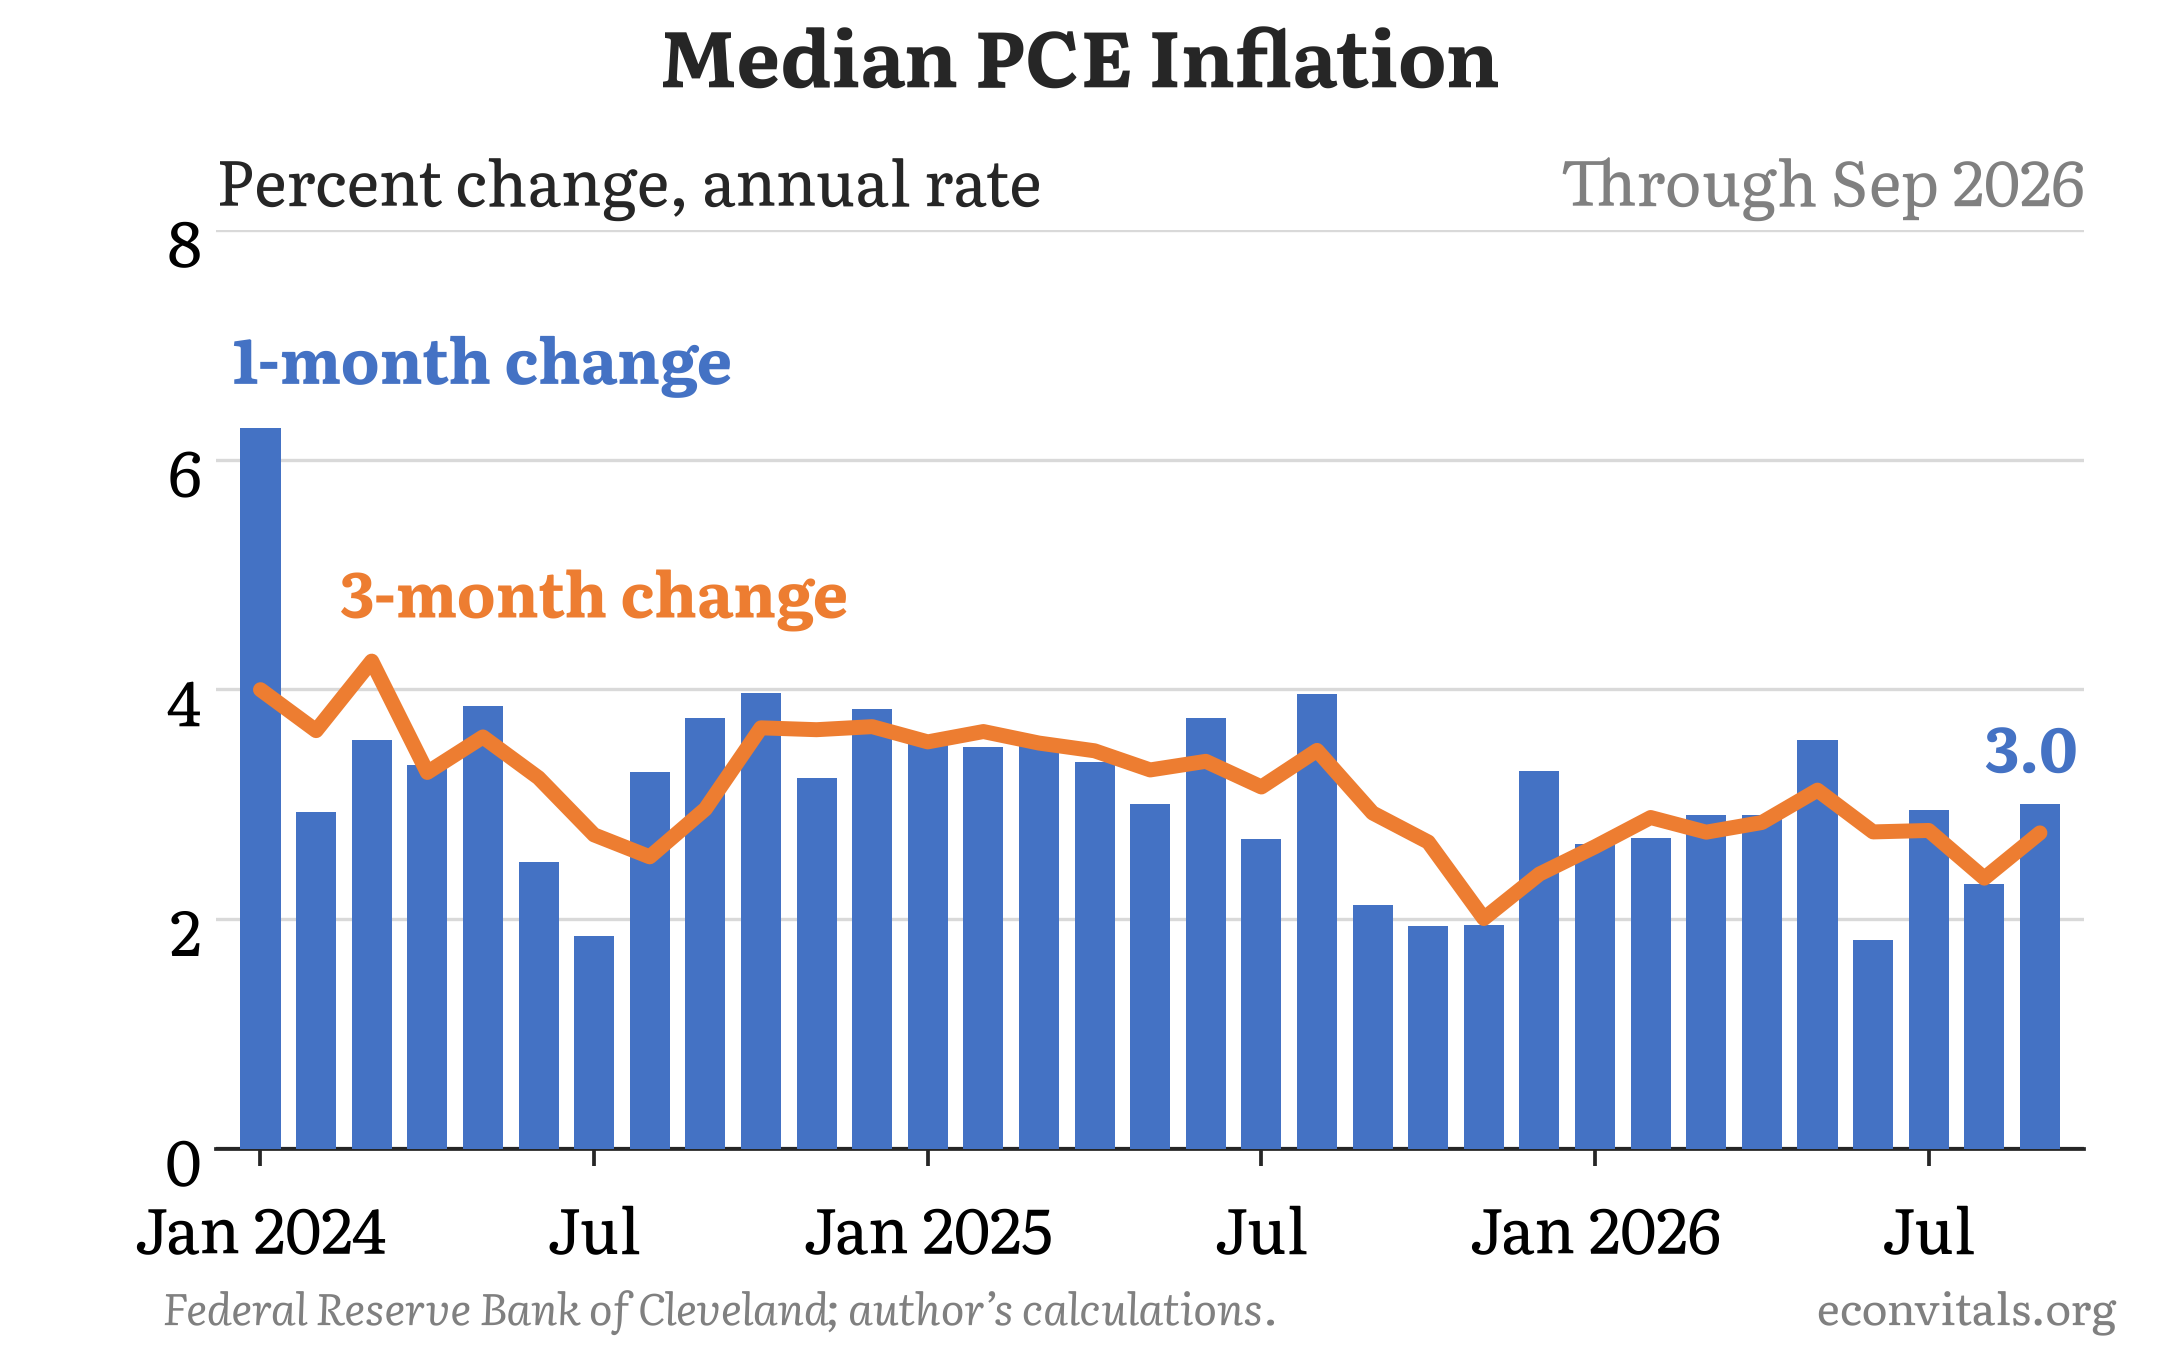 Median PCE Inflation
Percent change, annual rate
Through Sep 2026
8
1-month change
6
3-month change
4
3.0
2
0
Jan 2024
Jul
Jan 2025
Jul
Jan 2026
Jul
Federal Reserve Bank of Cleveland; author’s calculations.
econvitals.org